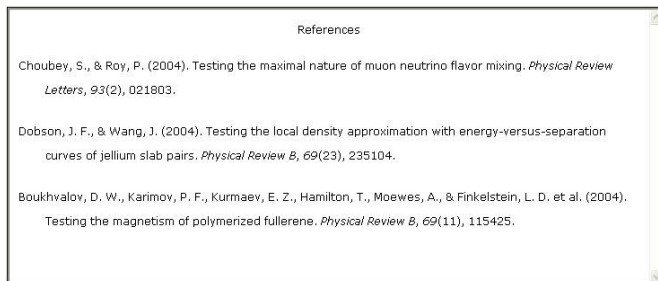 References
Choubey, S., & Roy, P. (2004). Testing the maximal nature of muon neutrino flavor mixing. Physical Review
Letters, 93(2), 021803.
Dobson, J. F., & Wang, J. (2004). Testing the local density approximation with energy-versus-separation
curves of jellium slab pairs. Physical Review B, 69(23), 235104.
Boukhvalov, D. W., Karimov, P. F., Kurmaev, E. Z., Hamilton, T., Moewes, A., & Finkelstein, L. D. et al. (2004).
Testing the magnetism of polymerized fullerene. Physical Review B, 69(11), 115425.